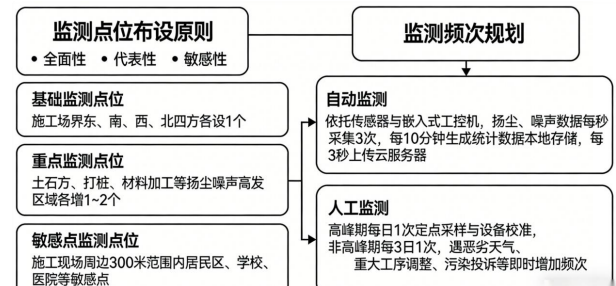 监测点位布设原则
• 全面性 • 代表性 • 敏感性
基础监测点位
施工场界东、南、西、北四方各设1个
重点监测点位
土石方、打桩、材料加工等扬尘噪声高发
区域各增1~2个
敏感点监测点位
施工现场周边300米范围内居民区、学校、
医院等敏感点
监测频次规划
自动监测
依托传感器与嵌入式工控机，扬尘、噪声数据每秒
采集3次，每10分钟生成统计数据本地存储，每
3秒上传云服务器
人工监测
高峰期每日1次定点采样与设备校准，
非高峰期每3日1次，遇恶劣天气、
重大工序调整、污染投诉等即时增加频次